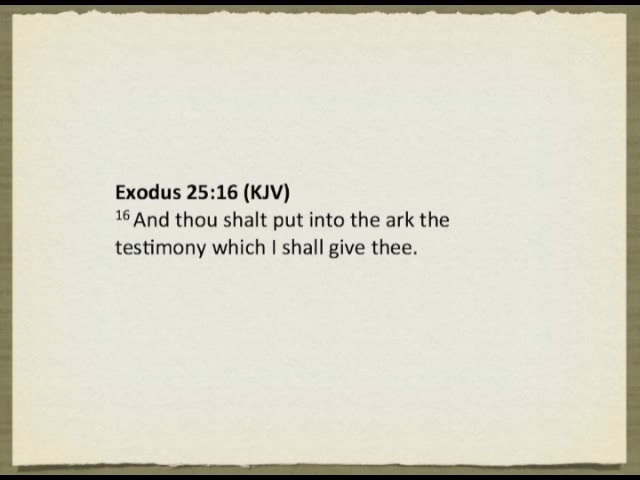 Exodus 25:16 (KJV)
16 And thou shalt put into the ark the
testimony which I shall give thee.